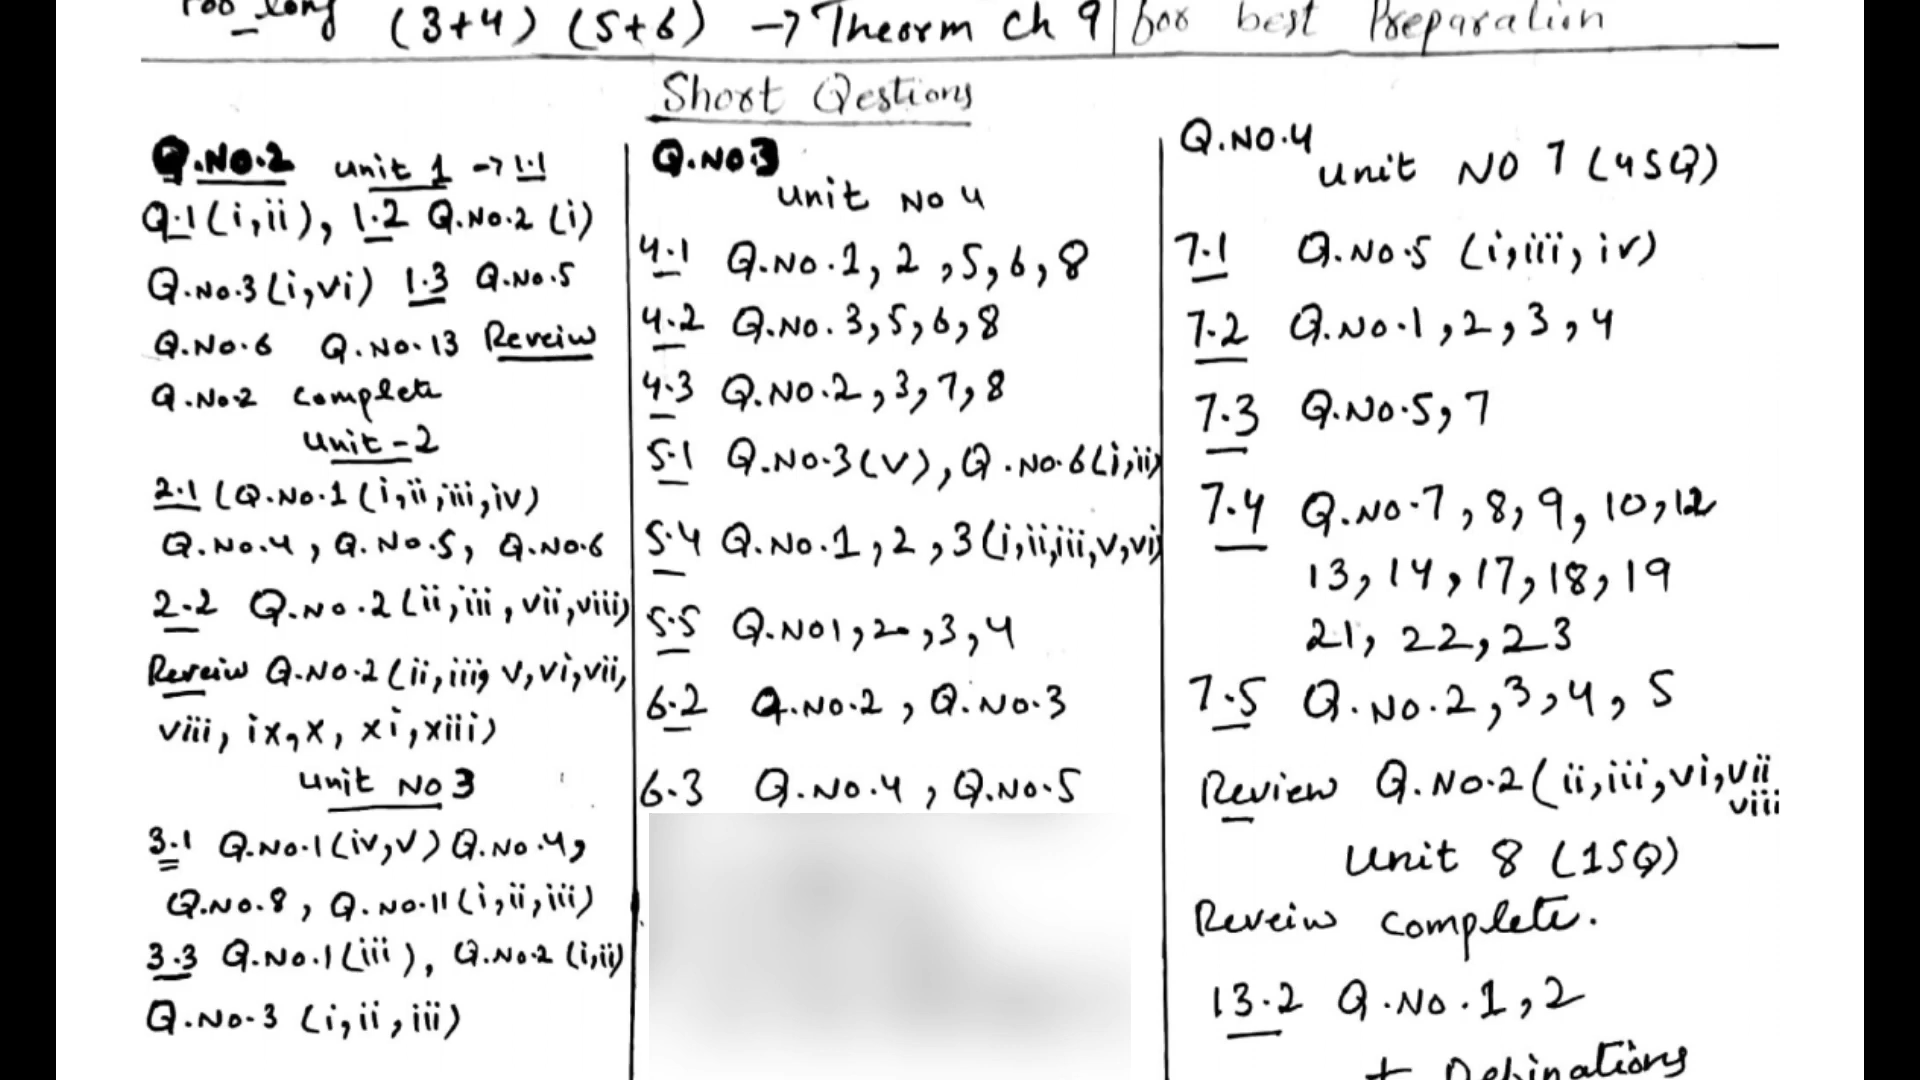 Too long (3+4) (5+6) → Theorm Ch 9 for best Preparation
Short Qestions
Q.No.2 unit 1 → 1.1
Q.1 (i,ii), 1.2 Q.No.2 (i)
Q.No.3 (i,vi) 1.3 Q.No.5
Q.No.6 Q.No.13 Reveiw
Q.No.2 complete
Unit-2
2.1 (Q.No.1 (i,ii,iii,iv)
Q.No.4, Q.No.5, Q.No.6
2.2 Q.No.2 (ii,iii,vii,viii)
Reveiw Q.No.2 (ii,iii, v,vi,vii,
viii, ix,x, xi,xiii)
Unit No 3
3.1 Q.No.1 (iv,v) Q.No.4,
Q.No.8, Q.No.11 (i,ii,iii)
3.3 Q.No.1 (iii), Q.No.2 (i,ii)
Q.No.3 (i,ii,iii)
Q.No3
Unit No 4
4.1 Q.No.1, 2, 5, 6, 8
4.2 Q.No. 3, 5, 6, 8
4.3 Q.No.2, 3, 7, 8
5.1 Q.No.3 (v), Q.No.6 (i,ii)
5.4 Q.No.1, 2, 3 (i,ii,iii,v,vi)
5.5 Q.No1, 2, 3, 4
6.2 Q.No.2, Q.No.3
6.3 Q.No.4, Q.No.5
Q.No.4
Unit No 7 (4SQ)
7.1 Q.No.5 (i,iii,iv)
7.2 Q.No.1, 2, 3, 4
7.3 Q.No.5, 7
7.4 Q.No.7, 8, 9, 10, 12
13, 14, 17, 18, 19
21, 22, 23
7.5 Q.No.2, 3, 4, 5
Review Q.No.2 (ii,iii,vi,vii
viii
Unit 8 (1SQ)
Reveiw complete.
13.2 Q.No.1, 2
+ Definations